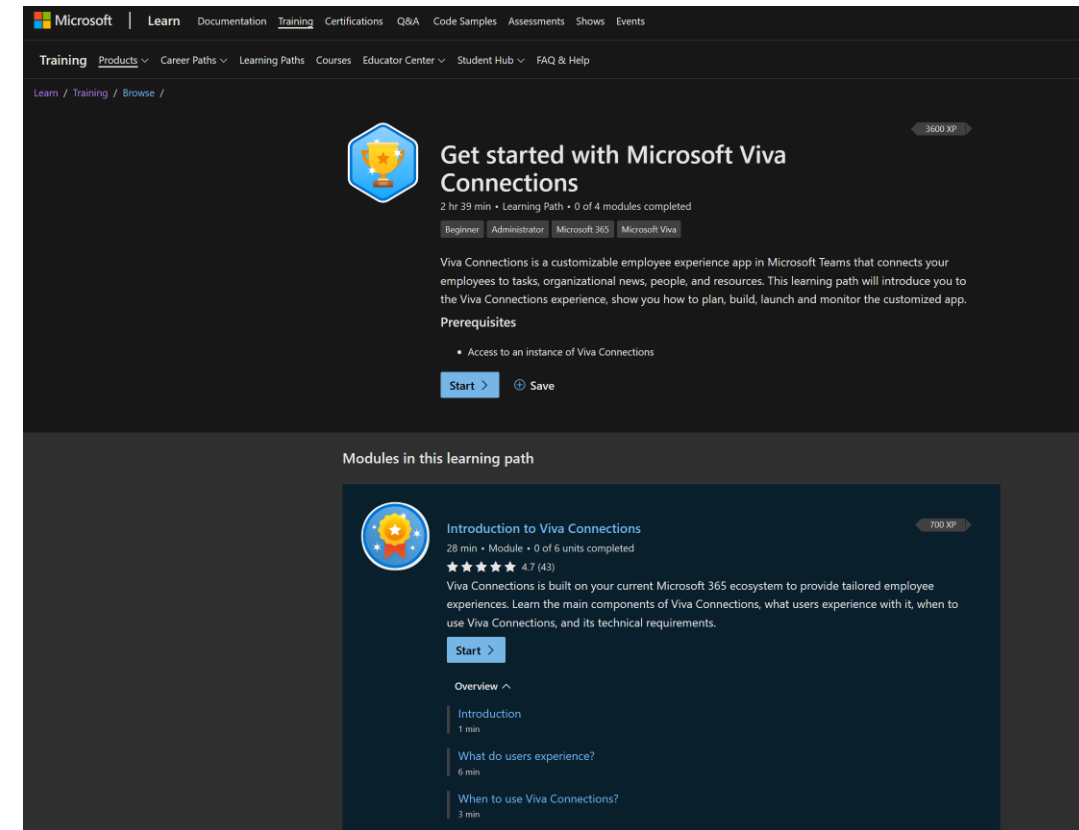 Microsoft | Learn Documentation Training Certifications Q&A Code Samples Assessments Shows Events
Training Products Career Paths Learning Paths Courses Educator Center Student Hub FAQ & Help
Learn / Training / Browse /
3600 XP
Get started with Microsoft Viva
Connections
2 hr 39 min • Learning Path • 0 of 4 modules completed
Beginner Administrator Microsoft 365 Microsoft Viva
Viva Connections is a customizable employee experience app in Microsoft Teams that connects your
employees to tasks, organizational news, people, and resources. This learning path will introduce you to
the Viva Connections experience, show you how to plan, build, launch and monitor the customized app.
Prerequisites
• Access to an instance of Viva Connections
Start Save
Modules in this learning path
700 XP
Introduction to Viva Connections
28 min • Module • 0 of 6 units completed
4.7 (43)
Viva Connections is built on your current Microsoft 365 ecosystem to provide tailored employee
experiences. Learn the main components of Viva Connections, what users experience with it, when to
use Viva Connections, and its technical requirements.
Start
Overview
Introduction
1 min
What do users experience?
6 min
When to use Viva Connections?
3 min